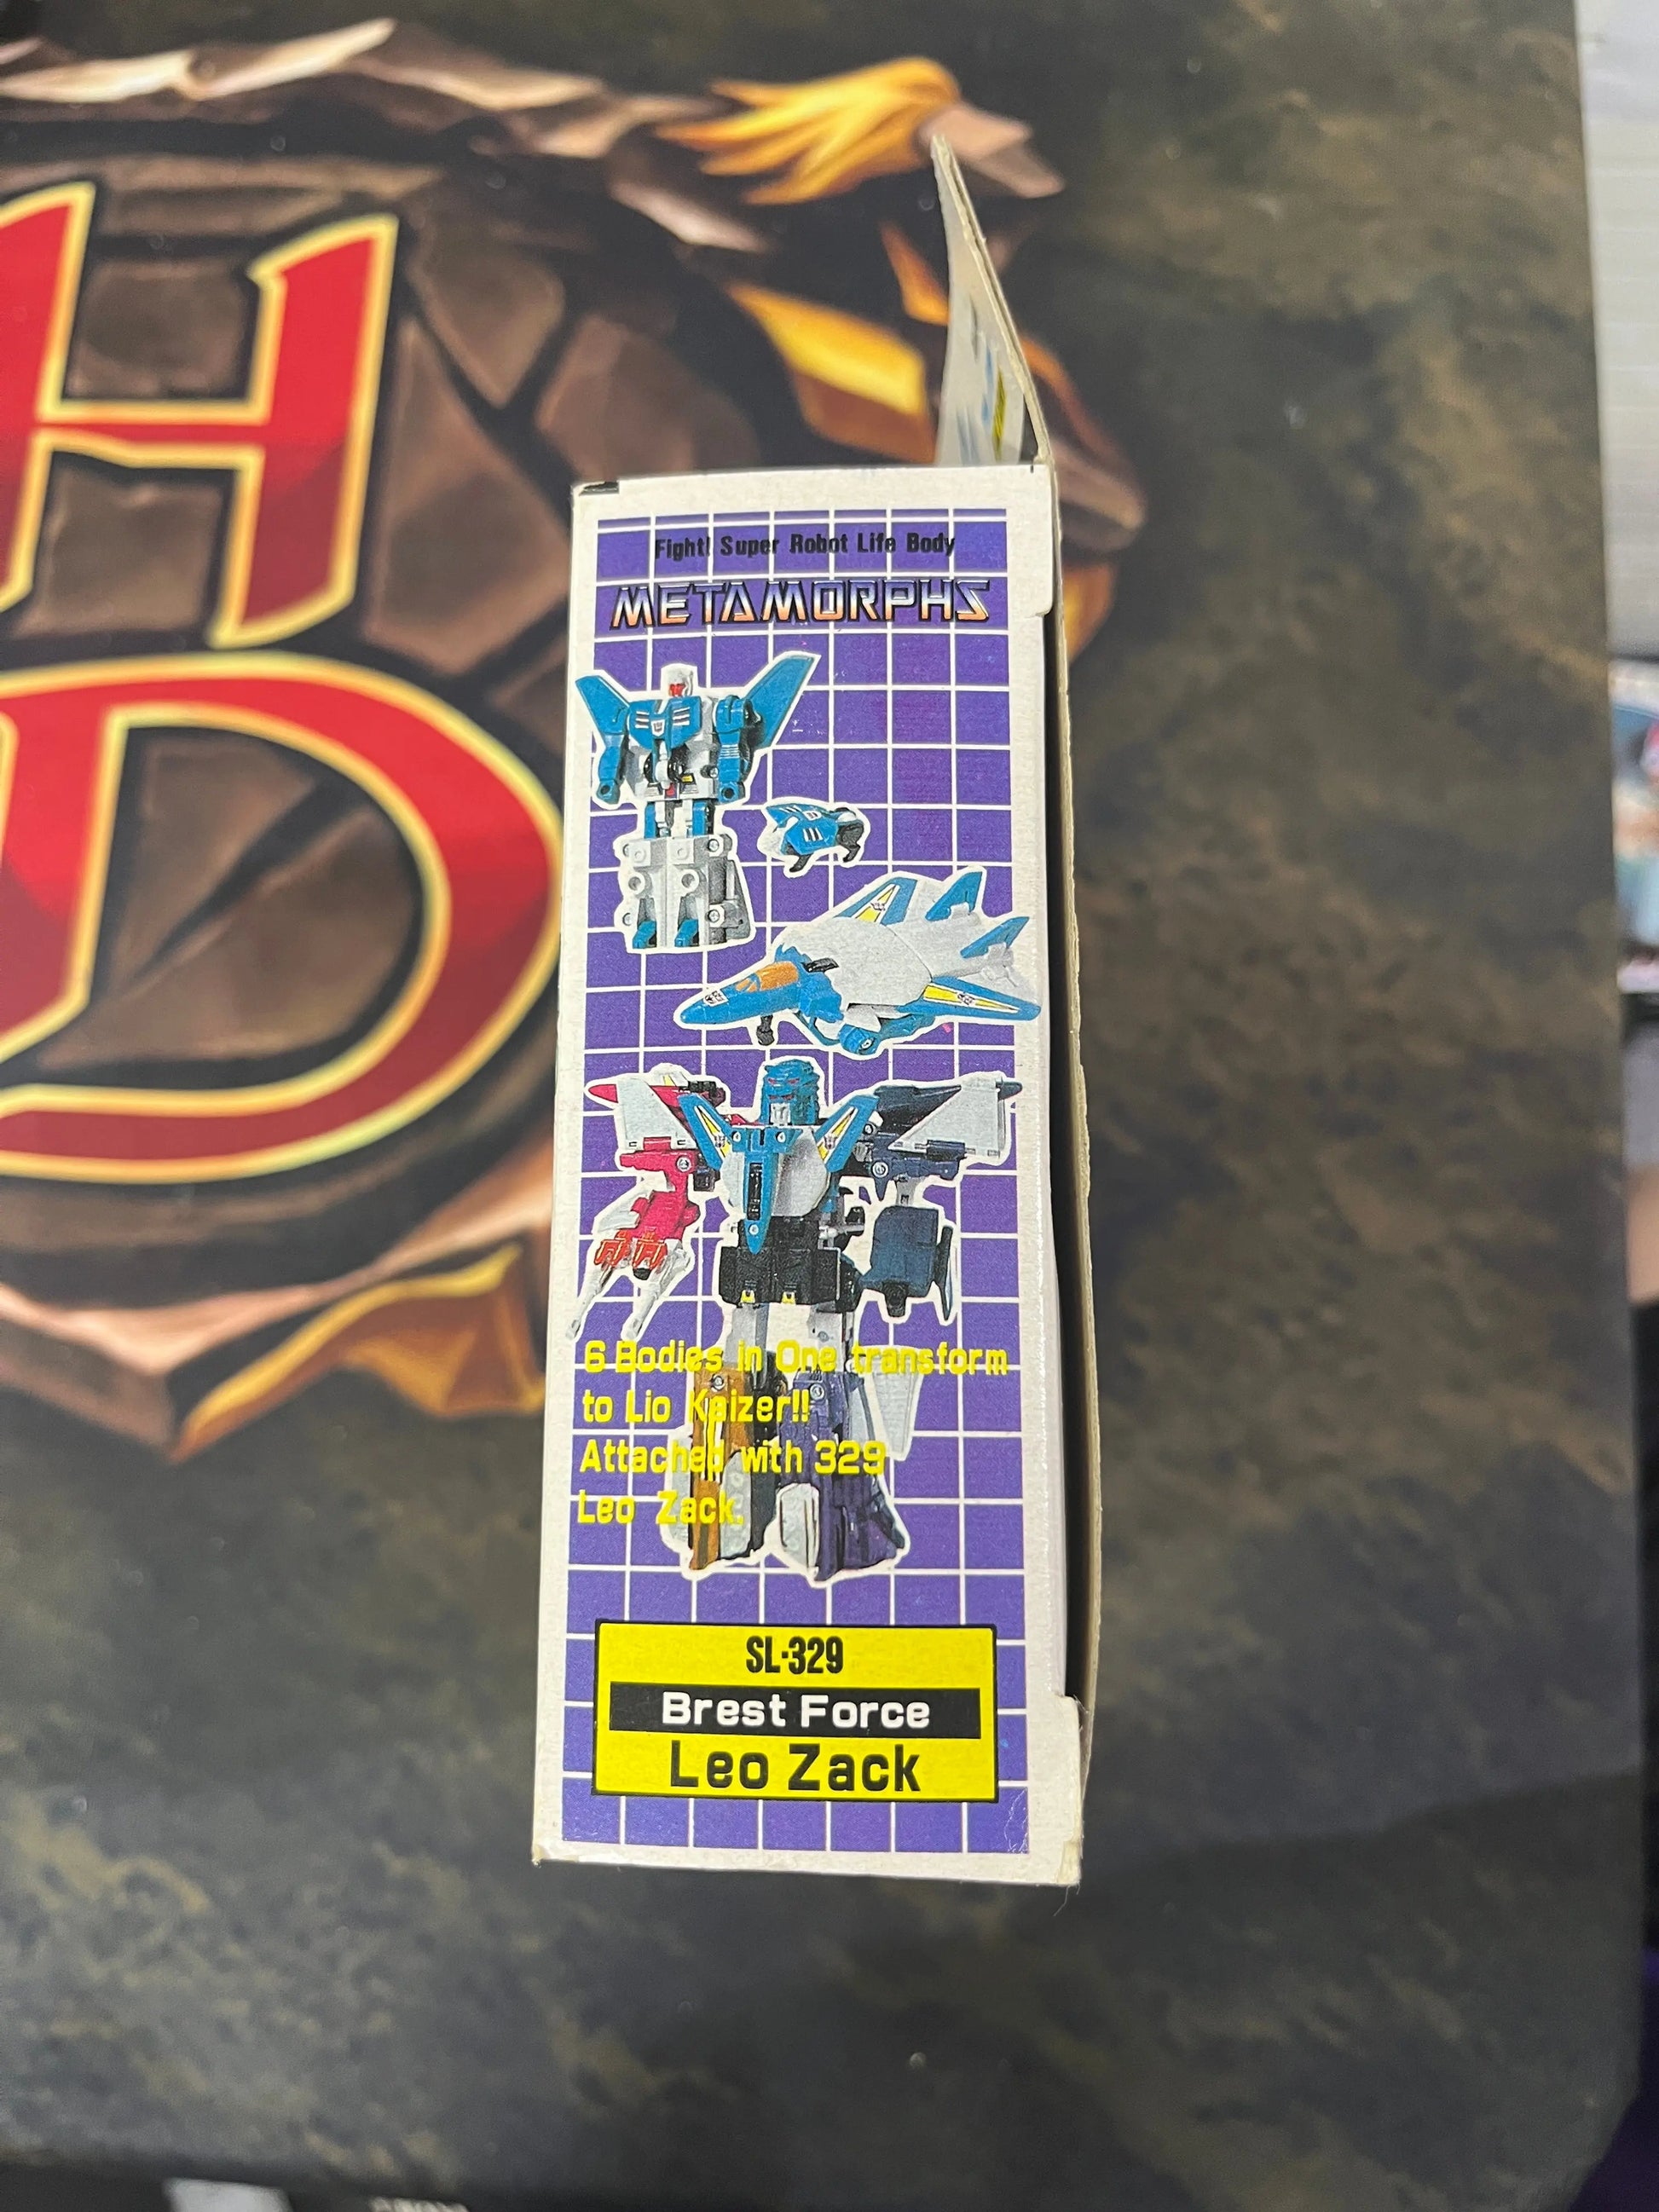 H
D
Fight! Super Robot Life Body
METAMORPHS
6 Bodies in One transform
to Lio Kaizer!!
Attached with 329
Leo Zack.
SL-329
Brest Force
Leo Zack